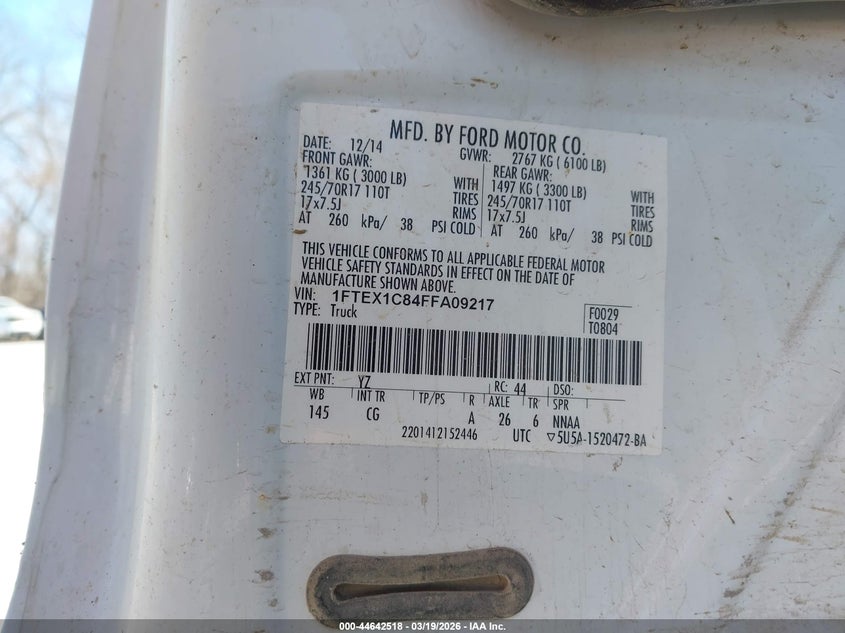 MFD. BY FORD MOTOR CO.
DATE: 12/14 GVWR: 2767 KG ( 6100 LB)
FRONT GAWR: REAR GAWR:
1361 KG ( 3000 LB) WITH 1497 KG ( 3300 LB) WITH
245/70R17 110T TIRES 245/70R17 110T TIRES
17x7.5J RIMS 17x7.5J RIMS
AT 260 kPa/ 38 PSI COLD AT 260 kPa/ 38 PSI COLD
THIS VEHICLE CONFORMS TO ALL APPLICABLE FEDERAL MOTOR
VEHICLE SAFETY STANDARDS IN EFFECT ON THE DATE OF
MANUFACTURE SHOWN ABOVE.
VIN: 1FTEX1C84FFA09217
TYPE: Truck
F0029
T0804
EXT PNT: YZ RC: 44 DSO:
WB INT TR TP/PS R AXLE TR SPR
145 CG A 26 6 NNAA
2201412152446 UTC ▽5U5A-1520472-BA
000-44642518 - 03/19/2026 - IAA Inc.